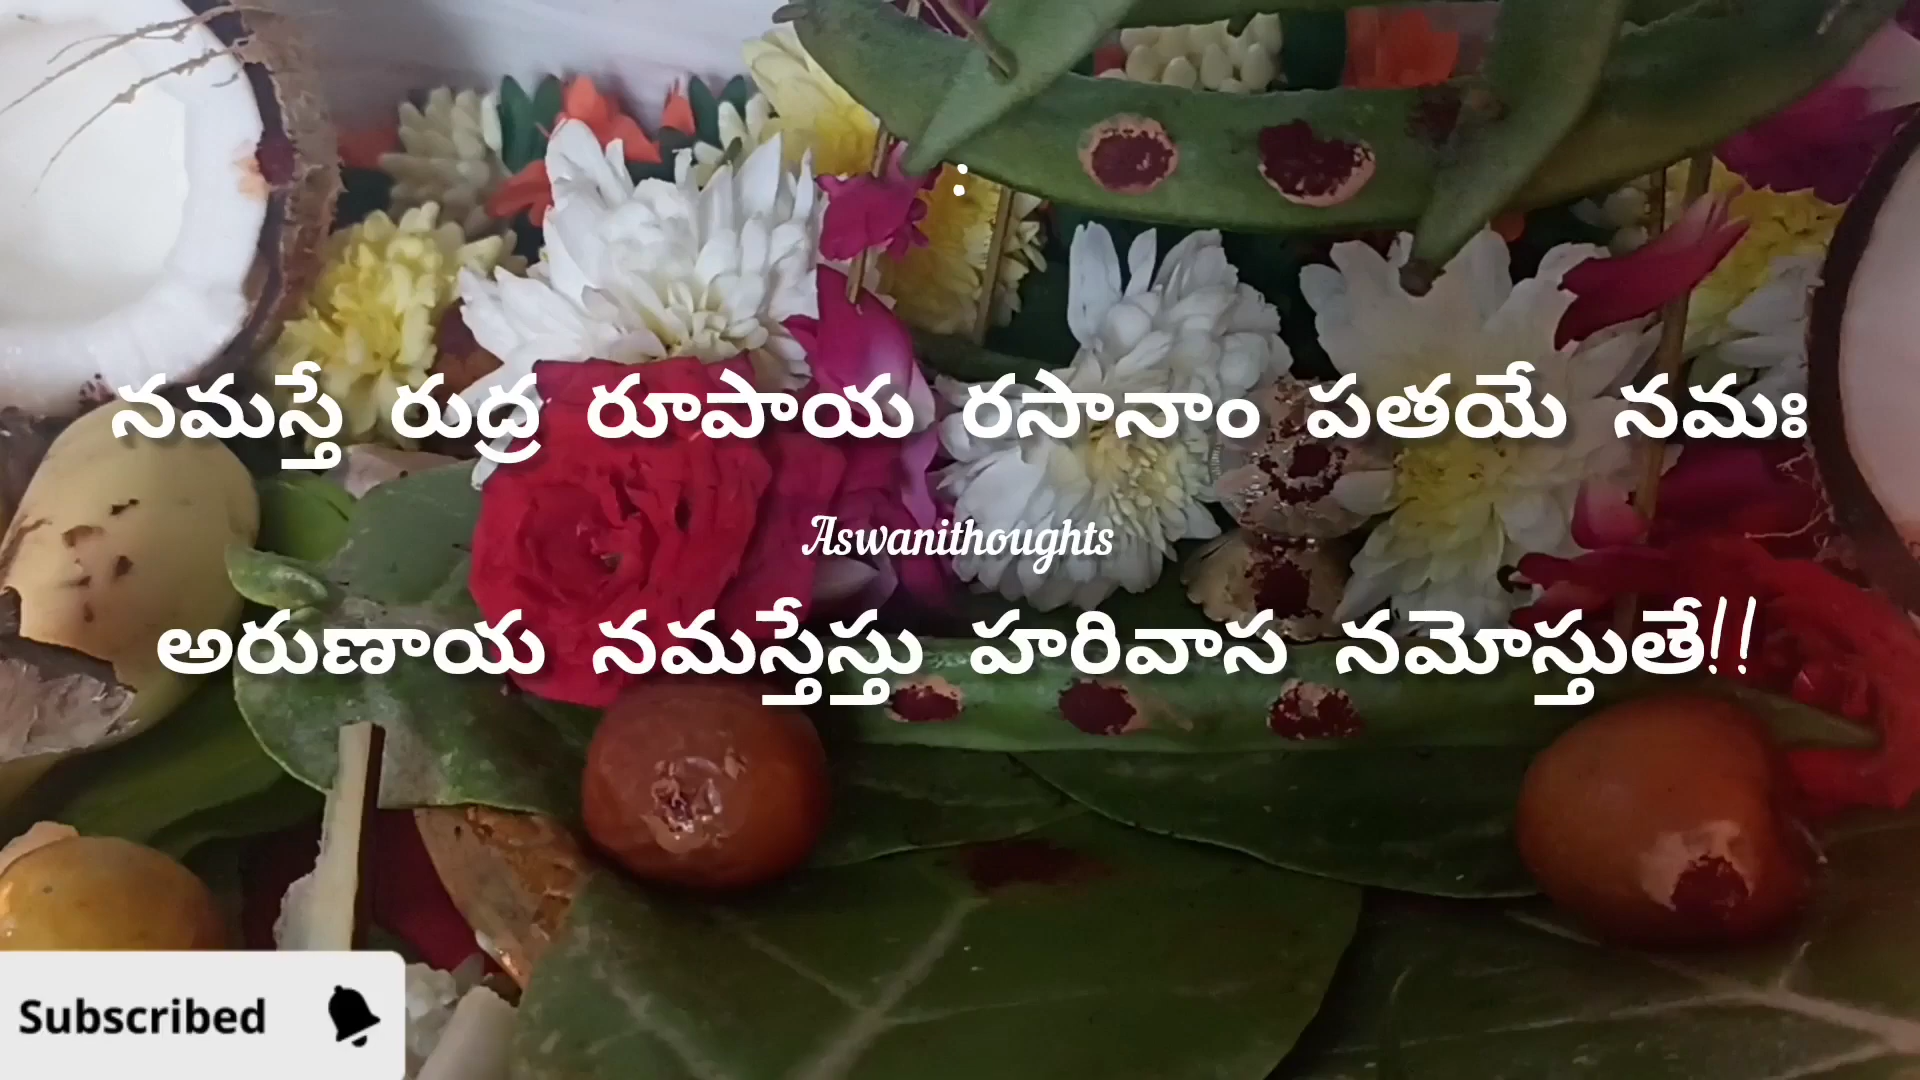 :
నమస్తే రుద్ర రూపాయ రసానాం పతయే నమః
Aswanithoughts
అరుణాయ నమస్తేస్తు హరివాస నమోస్తుతే!!
Subscribed